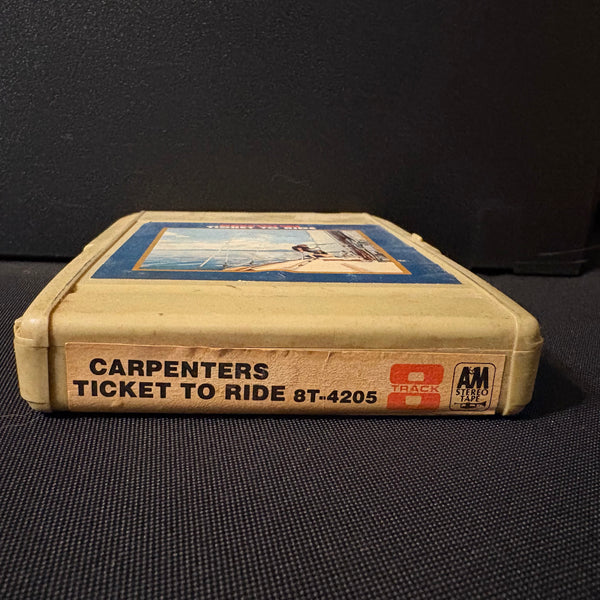 TICKET TO RIDE
CARPENTERS
TICKET TO RIDE 8T-4205
8
TRACK
A&M
STEREO
TAPE